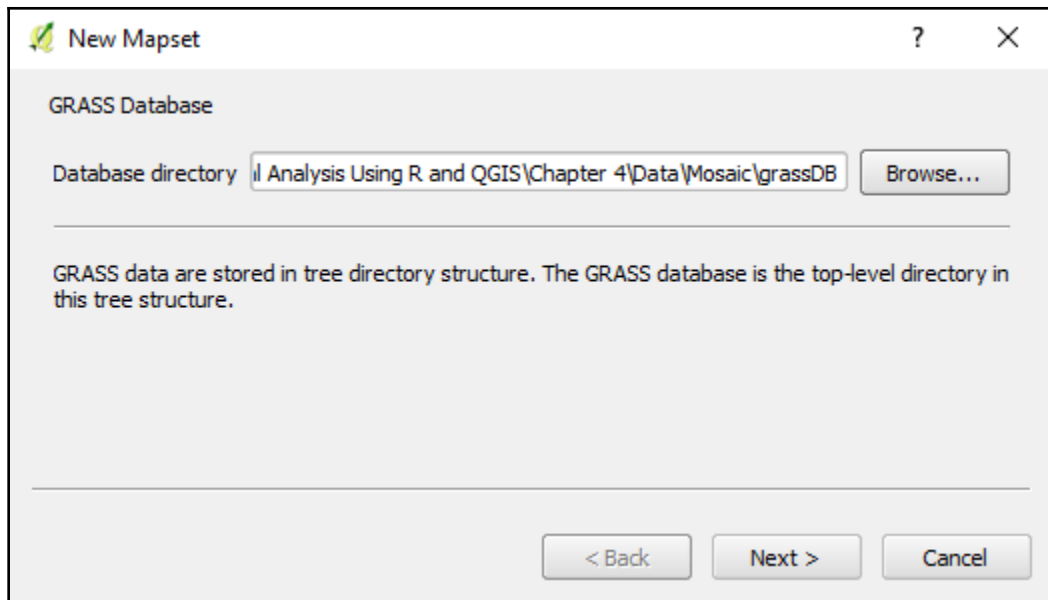 New Mapset ? ×
GRASS Database
Database directory l Analysis Using R and QGIS\Chapter 4\Data\Mosaic\grassDB Browse...
GRASS data are stored in tree directory structure. The GRASS database is the top-level directory in
this tree structure.
< Back Next > Cancel